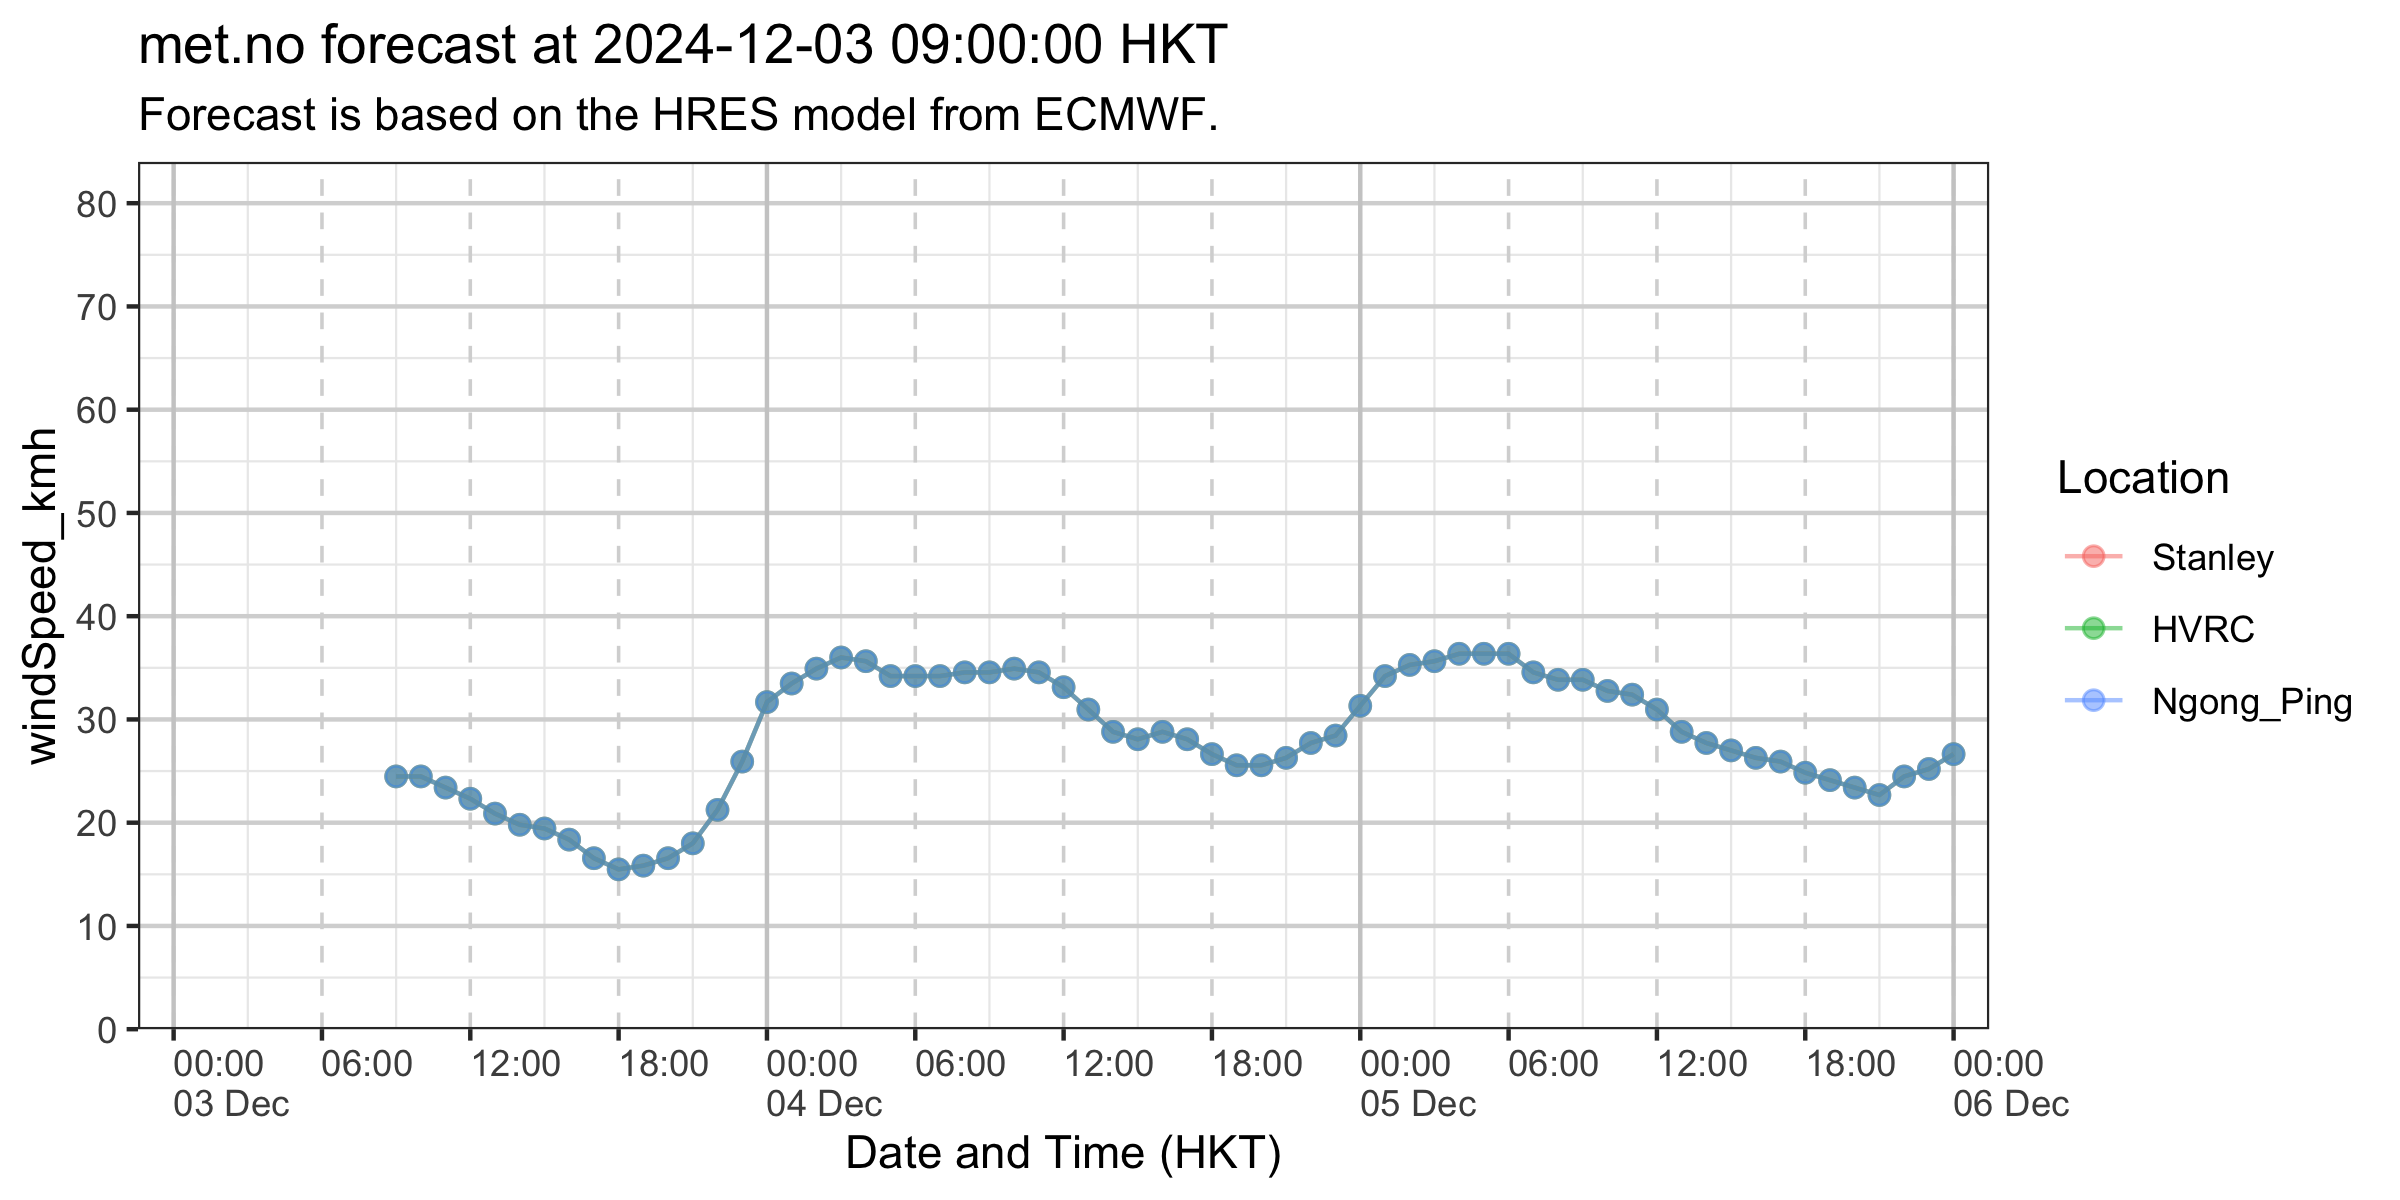 met.no forecast at 2024-12-03 09:00:00 HKT
Forecast is based on the HRES model from ECMWF.
windSpeed_kmh
80
70
60
50
40
30
20
10
0
00:00 06:00 12:00 18:00 00:00 06:00 12:00 18:00 00:00 06:00 12:00 18:00 00:00
03 Dec 04 Dec 05 Dec 06 Dec
Date and Time (HKT)
Location
Stanley
HVRC
Ngong_Ping